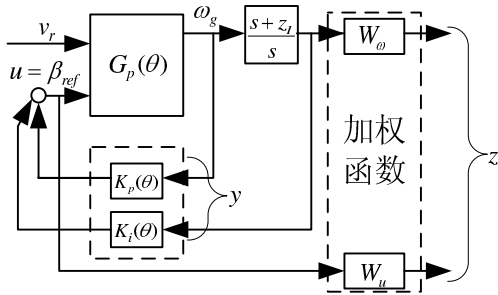 v_r
ω_g
s+z_I
s
W_ω
u=β_ref
G_p(θ)
加权
函数
z
K_p(θ)
y
K_i(θ)
W_u